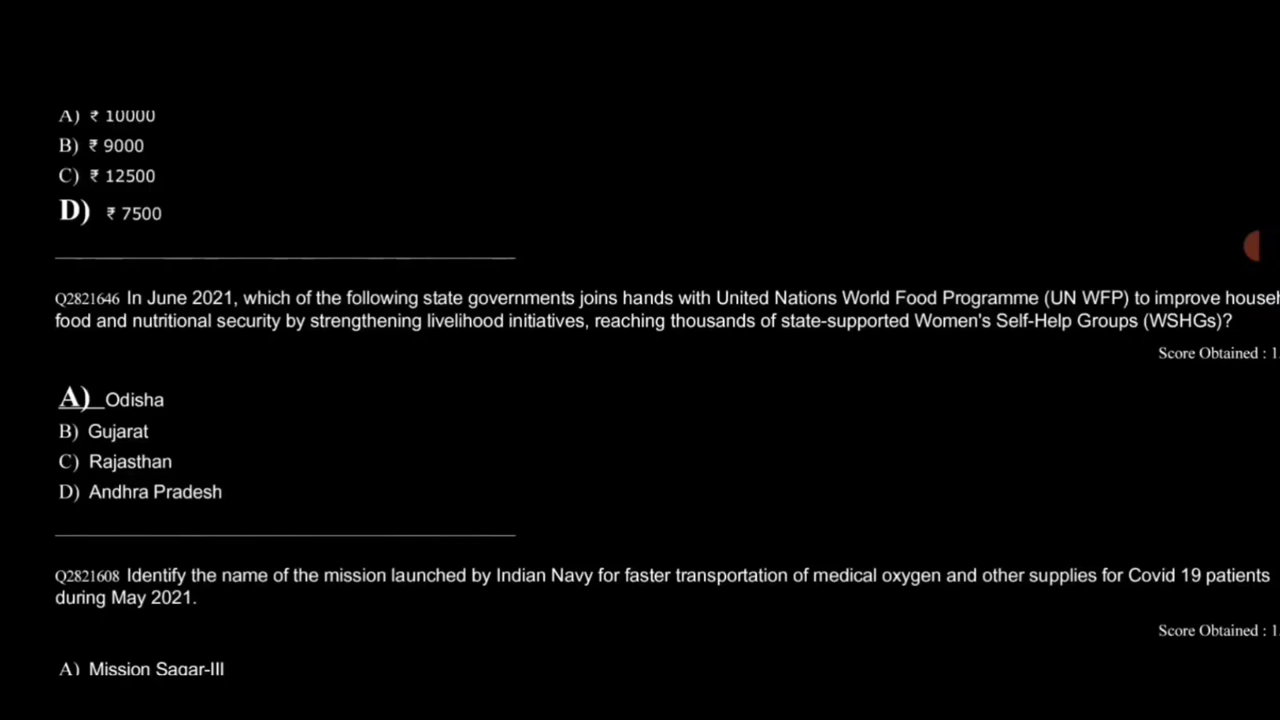 A) ₹ 10000
B) ₹ 9000
C) ₹ 12500
D) ₹ 7500
Q2821646 In June 2021, which of the following state governments joins hands with United Nations World Food Programme (UN WFP) to improve househ
food and nutritional security by strengthening livelihood initiatives, reaching thousands of state-supported Women's Self-Help Groups (WSHGs)?
Score Obtained : 1.
A) Odisha
B) Gujarat
C) Rajasthan
D) Andhra Pradesh
Q2821608 Identify the name of the mission launched by Indian Navy for faster transportation of medical oxygen and other supplies for Covid 19 patients
during May 2021.
Score Obtained : 1.
A) Mission Sagar-III